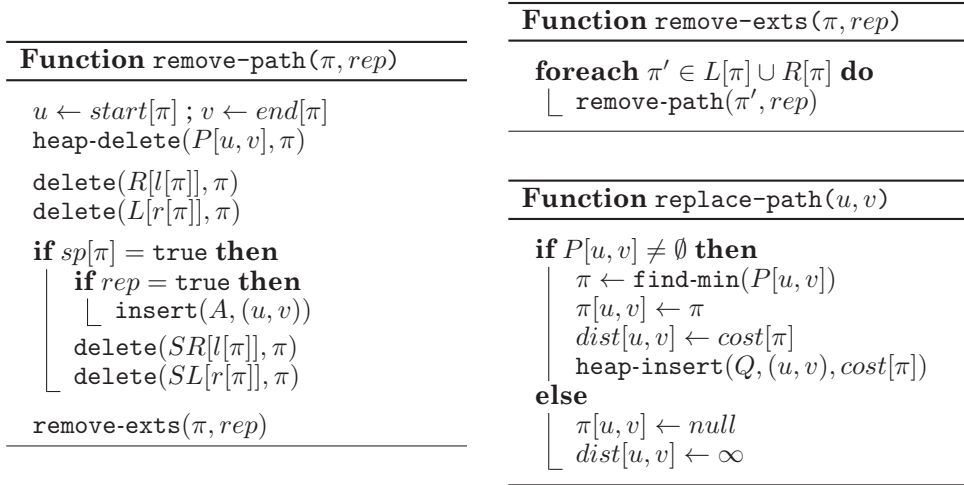 Function remove-path(π, rep)
u ← start[π] ; v ← end[π]
heap-delete(P[u, v], π)
delete(R[l[π]], π)
delete(L[r[π]], π)
if sp[π] = true then
if rep = true then
insert(A, (u, v))
delete(SR[l[π]], π)
delete(SL[r[π]], π)
remove-exts(π, rep)
Function remove-exts(π, rep)
foreach π′ ∈ L[π] ∪ R[π] do
remove-path(π′, rep)
Function replace-path(u, v)
if P[u, v] ≠ ∅ then
π ← find-min(P[u, v])
π[u, v] ← π
dist[u, v] ← cost[π]
heap-insert(Q, (u, v), cost[π])
else
π[u, v] ← null
dist[u, v] ← ∞